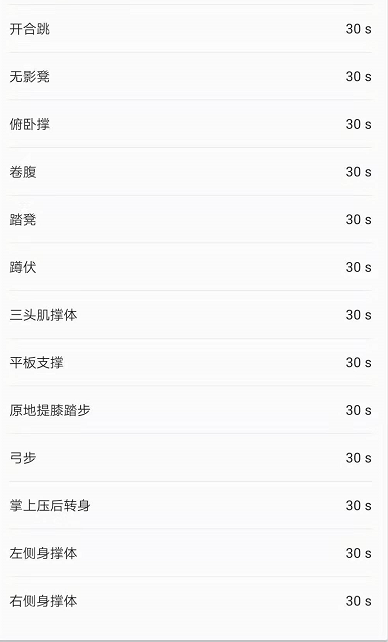 开合跳 30 s
无影凳 30 s
俯卧撑 30 s
卷腹 30 s
踏凳 30 s
蹲伏 30 s
三头肌撑体 30 s
平板支撑 30 s
原地提膝踏步 30 s
弓步 30 s
掌上压后转身 30 s
左侧身撑体 30 s
右侧身撑体 30 s